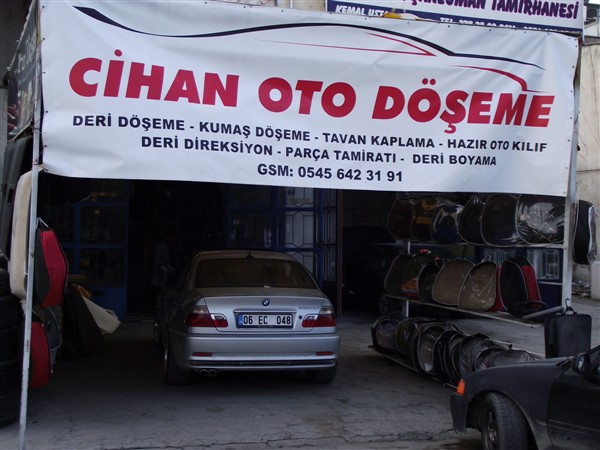 TAMİRHANESİ
KEMAL USTA
CİHAN OTO DÖŞEME
DERİ DÖŞEME - KUMAŞ DÖŞEME - TAVAN KAPLAMA - HAZIR OTO KILIF
DERİ DİREKSİYON - PARÇA TAMİRATI - DERİ BOYAMA
GSM: 0545 642 31 91
06 EC 048